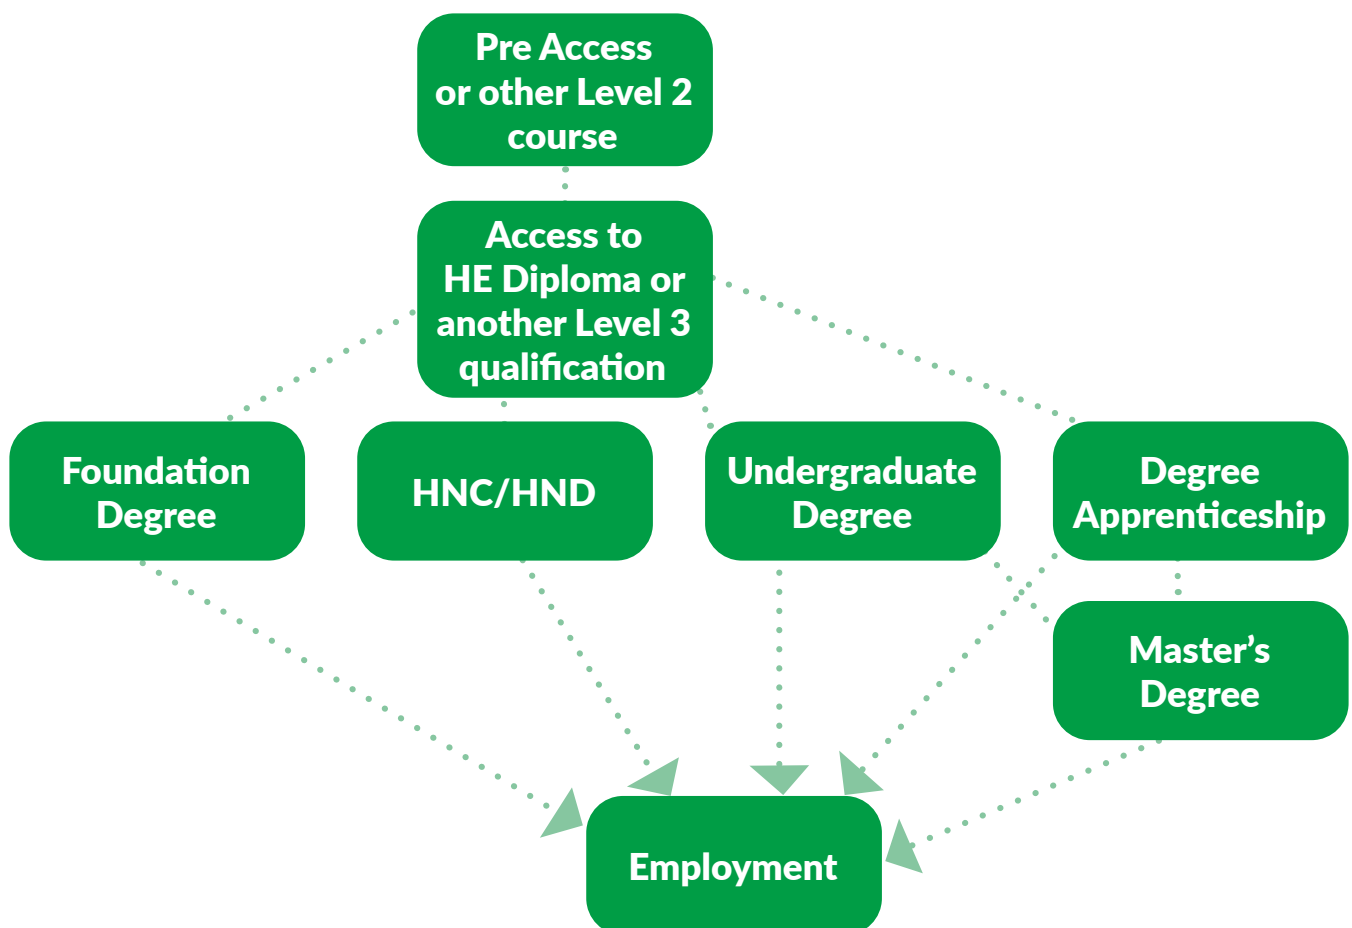 Pre Access
or other Level 2
course
Access to
HE Diploma or
another Level 3
qualification
Foundation
Degree
HNC/HND
Undergraduate
Degree
Degree
Apprenticeship
Master’s
Degree
Employment